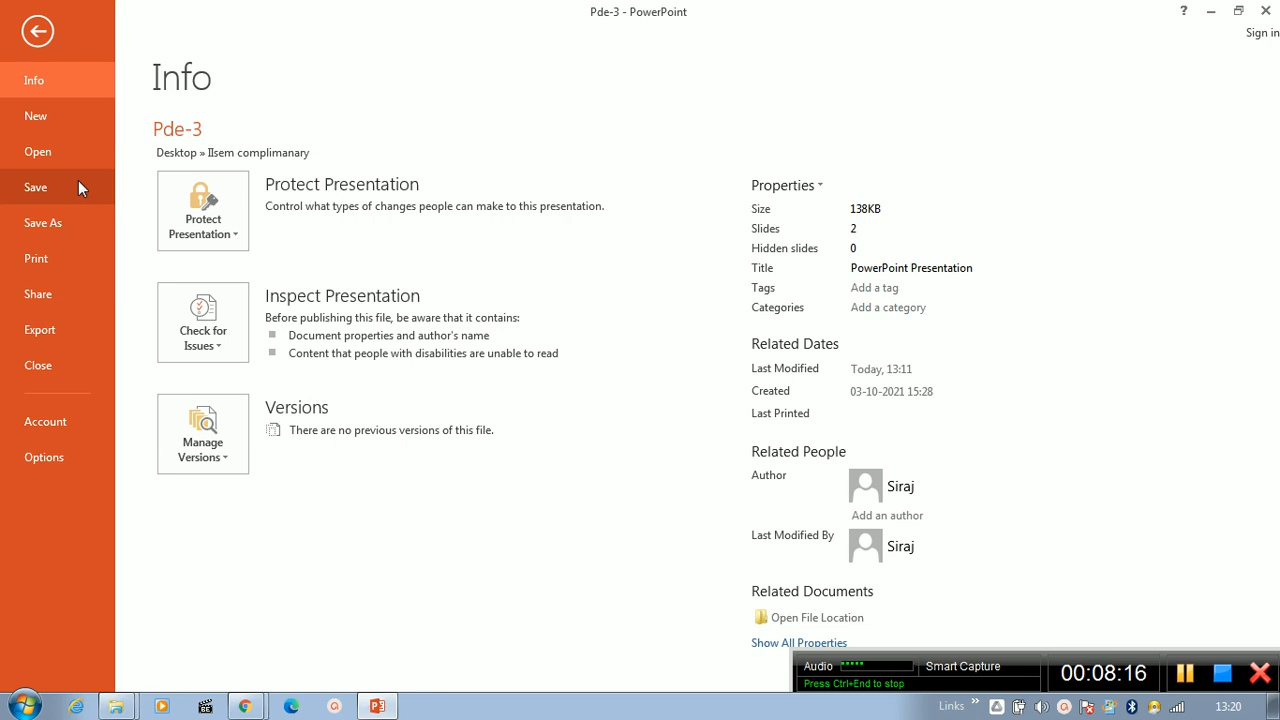 Pde-3 - PowerPoint
?
Sign in
Info
New
Open
Save
Save As
Print
Share
Export
Close
Account
Options
Info
Pde-3
Desktop » IIsem complimanary
Protect Presentation
Protect Presentation
Control what types of changes people can make to this presentation.
Check for Issues
Inspect Presentation
Before publishing this file, be aware that it contains:
Document properties and author's name
Content that people with disabilities are unable to read
Manage Versions
Versions
There are no previous versions of this file.
Properties
Size 138KB
Slides 2
Hidden slides 0
Title PowerPoint Presentation
Tags Add a tag
Categories Add a category
Related Dates
Last Modified Today, 13:11
Created 03-10-2021 15:28
Last Printed
Related People
Author Siraj
Add an author
Last Modified By Siraj
Related Documents
Open File Location
Show All Properties
Audio Smart Capture
Press Ctrl+End to stop
00:08:16
Links » 13:20